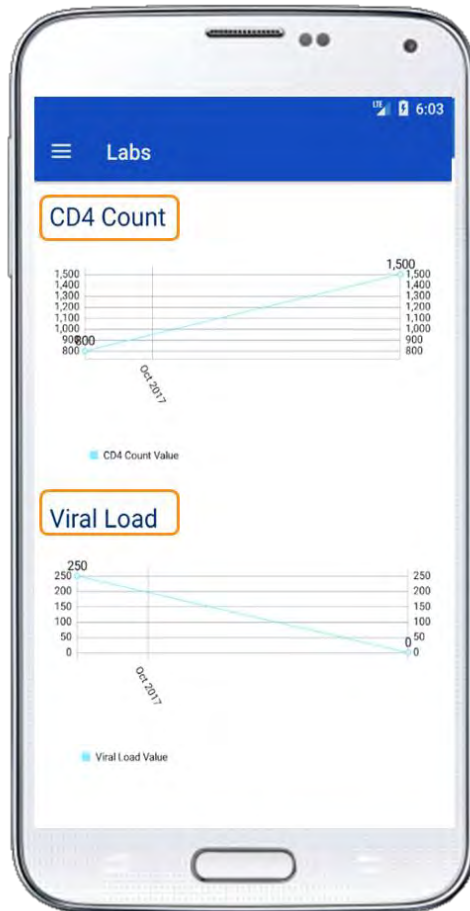 LTE 6:03
Labs
CD4 Count
1,500
1,500 1,500
1,400 1,400
1,300 1,300
1,200 1,200
1,100 1,100
1,000 1,000
900 900
800
800 800
Oct 2017
CD4 Count Value
Viral Load
250
250 250
200 200
150 150
100 100
50 50
0
0 0
Oct 2017
Viral Load Value